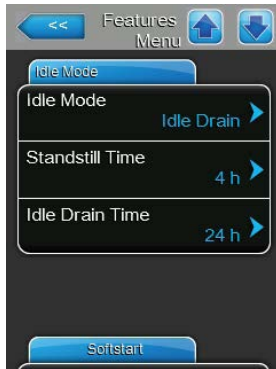 <<
Features
Menu
Idle Mode
Idle Mode
Idle Drain
Standstill Time
4 h
Idle Drain Time
24 h
Softstart